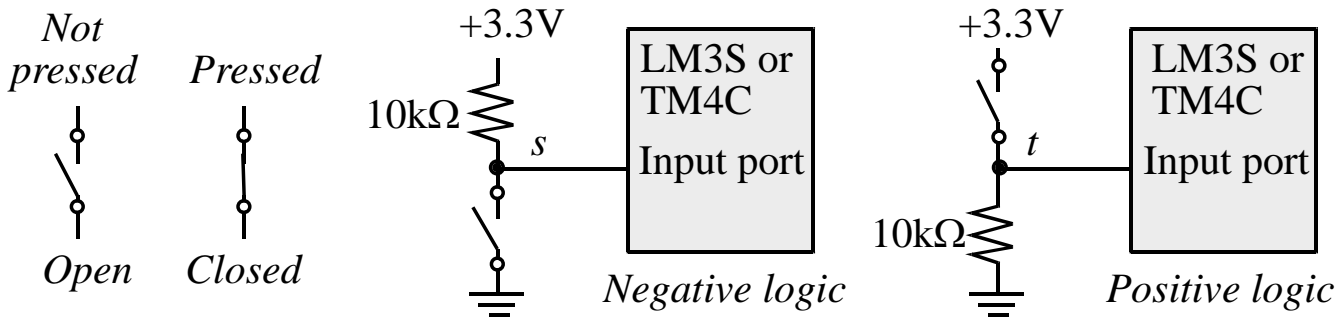 Not
pressed
Pressed
Open
Closed
+3.3V
10kΩ
s
LM3S or
TM4C
Input port
Negative logic
+3.3V
t
10kΩ
LM3S or
TM4C
Input port
Positive logic